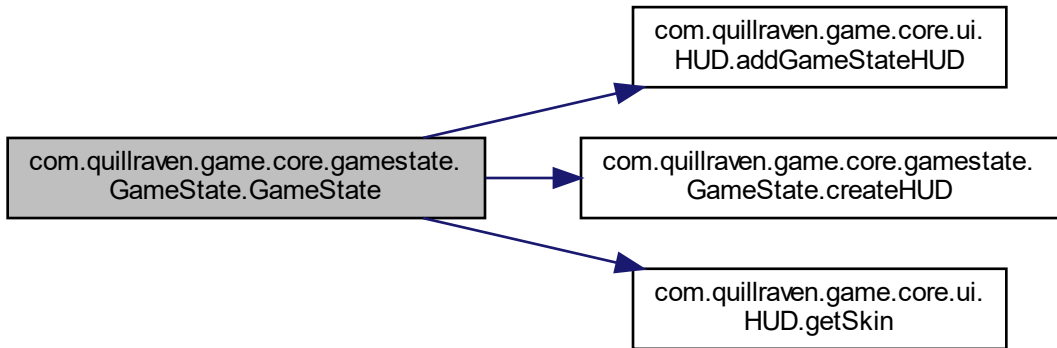 com.quillraven.game.core.ui.
HUD.addGameStateHUD
com.quillraven.game.core.gamestate.
GameState.GameState
com.quillraven.game.core.gamestate.
GameState.createHUD
com.quillraven.game.core.ui.
HUD.getSkin